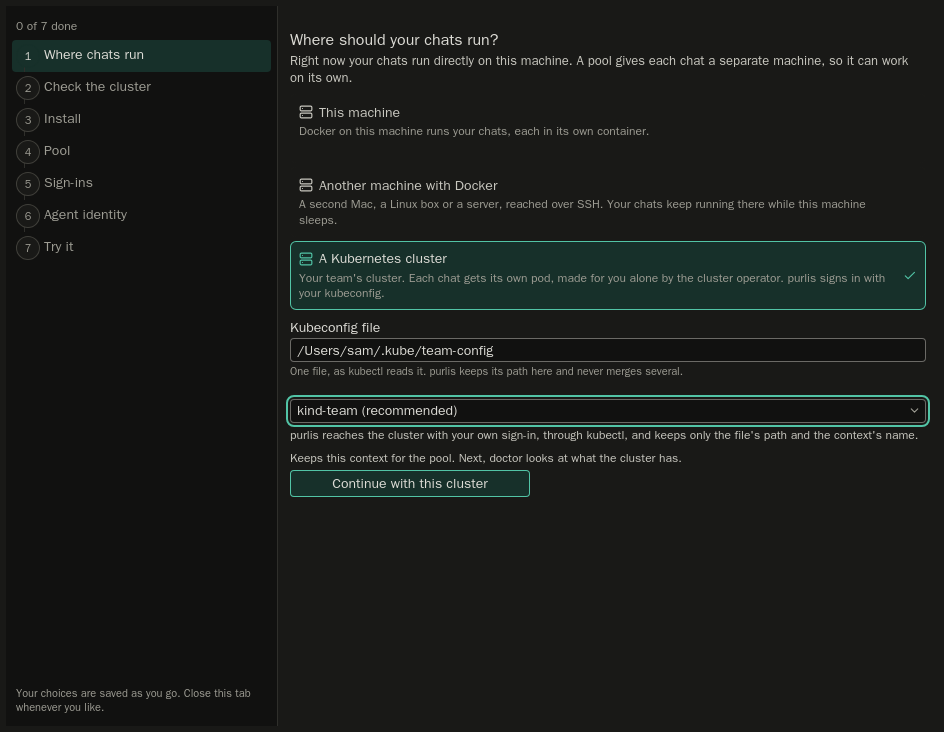 0 of 7 done
1 Where chats run
2 Check the cluster
3 Install
4 Pool
5 Sign-ins
6 Agent identity
7 Try it
Your choices are saved as you go. Close this tab
whenever you like.
Where should your chats run?
Right now your chats run directly on this machine. A pool gives each chat a separate machine, so it can work
on its own.
This machine
Docker on this machine runs your chats, each in its own container.
Another machine with Docker
A second Mac, a Linux box or a server, reached over SSH. Your chats keep running there while this machine
sleeps.
A Kubernetes cluster
Your team's cluster. Each chat gets its own pod, made for you alone by the cluster operator. purlis signs in with
your kubeconfig.
Kubeconfig file
/Users/sam/.kube/team-config
One file, as kubectl reads it. purlis keeps its path here and never merges several.
kind-team (recommended)
purlis reaches the cluster with your own sign-in, through kubectl, and keeps only the file's path and the context's name.
Keeps this context for the pool. Next, doctor looks at what the cluster has.
Continue with this cluster